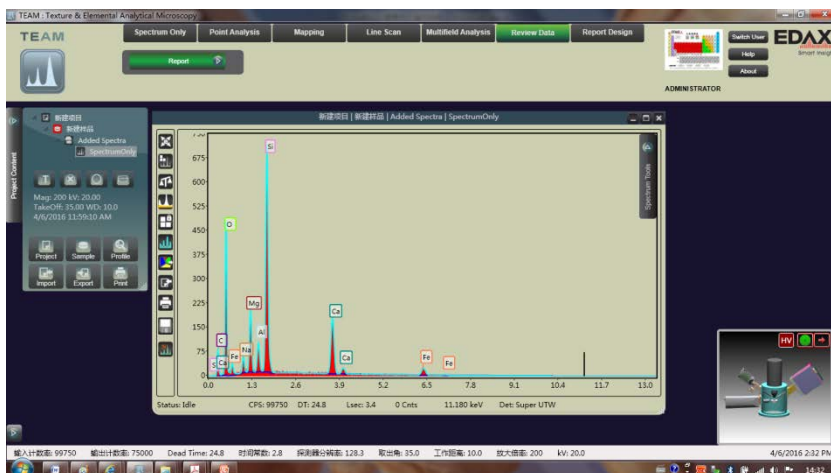 TEAM : Texture & Elemental Analytical Microscopy
TEAM
Spectrum Only Point Analysis Mapping Line Scan Multifield Analysis Review Data Report Design
Report
Switch User
Help
About
EDAX
Smart Insight
ADMINISTRATOR
Project Content
新建项目
新建样品
Added Spectra
SpectrumOnly
Mag: 200 kV: 20.00
TakeOff: 35.00 WD: 10.0
4/6/2016 11:59:10 AM
Project Sample Profile
Import Export Print
新建项目 | 新建样品 | Added Spectra | SpectrumOnly
Spectrum Tools
750
675
600
525
450
375
300
225
150
75
0
Si
O
Mg
Al
Ca
C
Fe
Na
S
Ca
Ca
Fe
Fe
0.0 1.3 2.6 3.9 5.2 6.5 7.8 9.1 10.4 11.7 13.0
Status: Idle CPS: 99750 DT: 24.8 Lsec: 3.4 0 Cnts 11.180 keV Det: Super UTW
HV
输入计数率: 99750 输出计数率: 75000 Dead Time: 24.8 时间常数: 2.8 探测器分辨率: 128.3 取出角: 35.0 工作距离: 10.0 放大倍率: 200 kV: 20.0 4/6/2016 2:32 PM
14:32